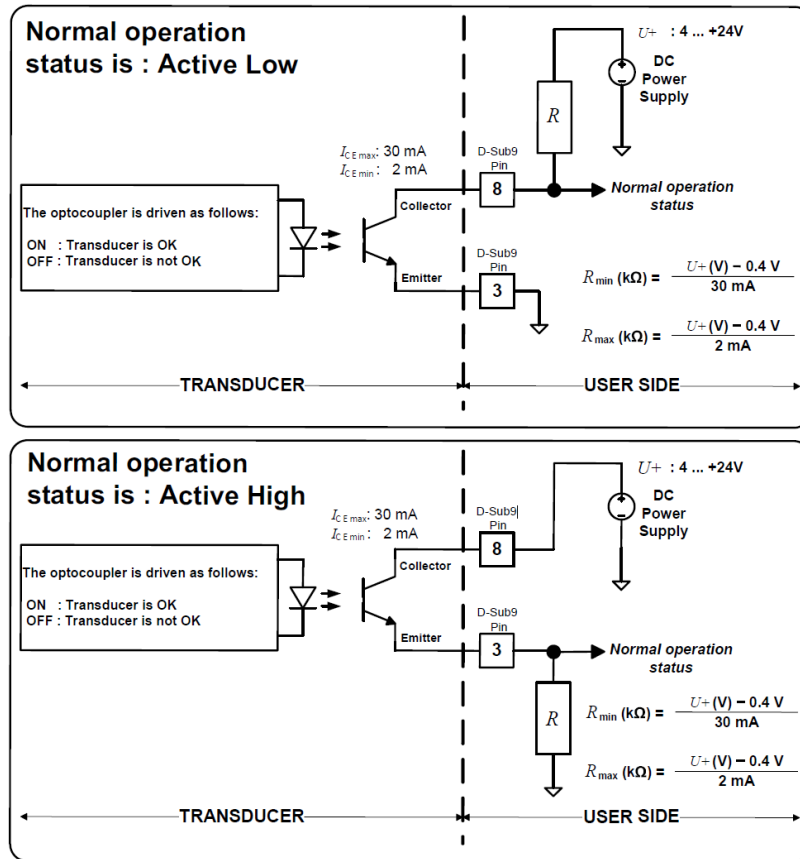 Normal operation
status is : Active Low
U+ : 4 ... +24V
DC
Power
Supply
R
I CE max: 30 mA
I CE min: 2 mA
D-Sub9
Pin
8
Collector
Normal operation
status
The optocoupler is driven as follows:
ON : Transducer is OK
OFF : Transducer is not OK
Emitter
D-Sub9
Pin
3
R min (kΩ) = U+ (V) − 0.4 V
30 mA
R max (kΩ) = U+ (V) − 0.4 V
2 mA
TRANSDUCER
USER SIDE
Normal operation
status is : Active High
U+ : 4 ... +24V
DC
Power
Supply
I CE max: 30 mA
I CE min: 2 mA
D-Sub9
Pin
8
Collector
The optocoupler is driven as follows:
ON : Transducer is OK
OFF : Transducer is not OK
Emitter
D-Sub9
Pin
3
Normal operation
status
R
R min (kΩ) = U+ (V) − 0.4 V
30 mA
R max (kΩ) = U+ (V) − 0.4 V
2 mA
TRANSDUCER
USER SIDE